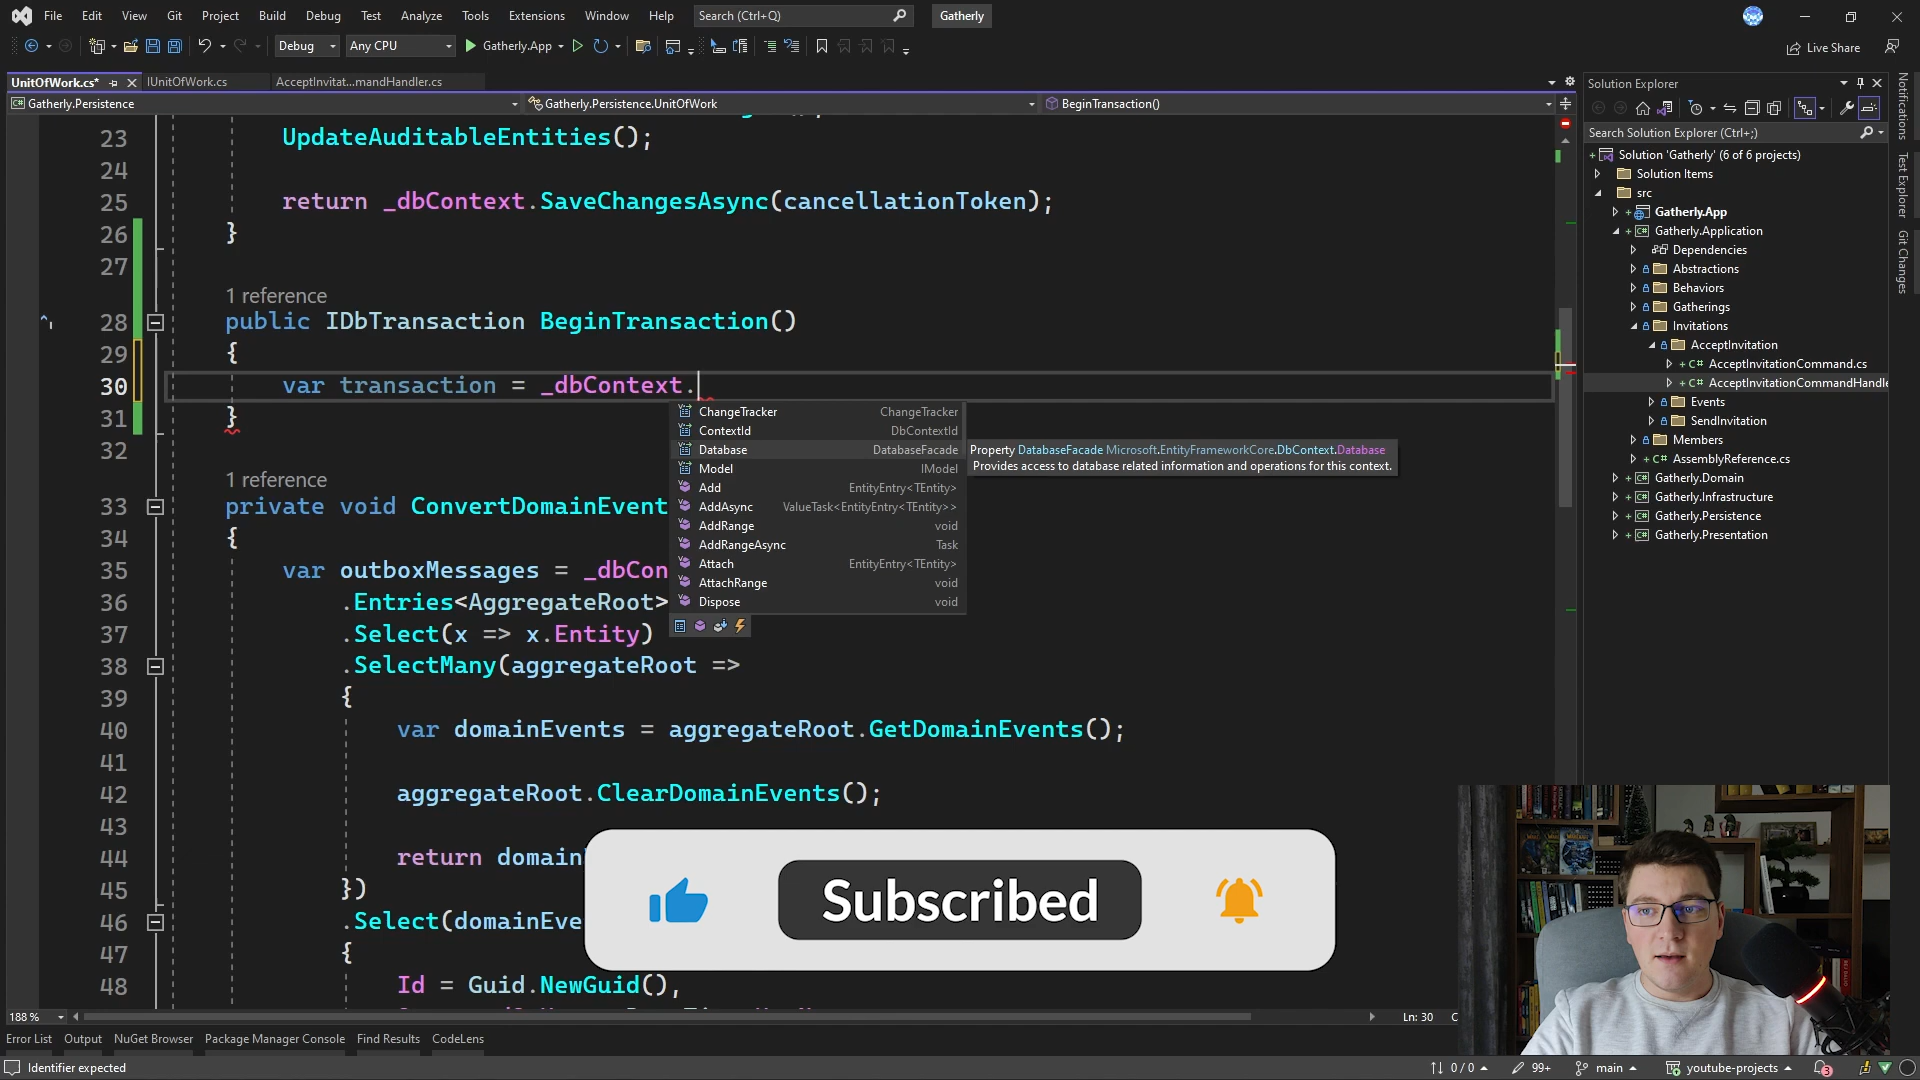 File Edit View Git Project Build Debug Test Analyze Tools Extensions Window Help Search (Ctrl+Q) Gatherly
Debug Any CPU Gatherly.App Live Share
UnitOfWork.cs* IUnitOfWork.cs AcceptInvitat...mandHandler.cs
Gatherly.Persistence Gatherly.Persistence.UnitOfWork BeginTransaction()
23 UpdateAuditableEntities();
24
25 return _dbContext.SaveChangesAsync(cancellationToken);
26 }
27
1 reference
28 public IDbTransaction BeginTransaction()
29 {
30 var transaction = _dbContext.
31 }
32
ChangeTracker ChangeTracker
ContextId DbContextId
Database DatabaseFacade
Model IModel
Add EntityEntry<TEntity>
AddAsync ValueTask<EntityEntry<TEntity>>
AddRange void
AddRangeAsync Task
Attach EntityEntry<TEntity>
AttachRange void
Dispose void
Property DatabaseFacade Microsoft.EntityFrameworkCore.DbContext.Database
Provides access to database related information and operations for this context.
1 reference
33 private void ConvertDomainEvent
34 {
35 var outboxMessages = _dbCon
36 .Entries<AggregateRoot>
37 .Select(x => x.Entity)
38 .SelectMany(aggregateRoot =>
39 {
40 var domainEvents = aggregateRoot.GetDomainEvents();
41
42 aggregateRoot.ClearDomainEvents();
43
44 return domain
45 })
46 .Select(domainEve
47 {
48 Id = Guid.NewGuid(),
Subscribed
Solution Explorer
Search Solution Explorer (Ctrl+;)
Solution 'Gatherly' (6 of 6 projects)
Solution Items
src
Gatherly.App
Gatherly.Application
Dependencies
Abstractions
Behaviors
Gatherings
Invitations
AcceptInvitation
AcceptInvitationCommand.cs
AcceptInvitationCommandHandle
Events
SendInvitation
Members
AssemblyReference.cs
Gatherly.Domain
Gatherly.Infrastructure
Gatherly.Persistence
Gatherly.Presentation
Notifications
Test Explorer
Git Changes
188 % Ln: 30 C
Error List Output NuGet Browser Package Manager Console Find Results CodeLens
Identifier expected 0 / 0 99+ main youtube-projects 3